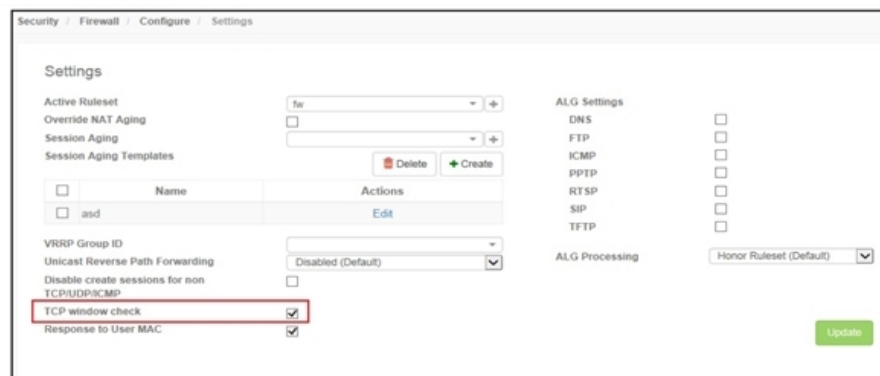 Security / Firewall / Configure / Settings
Settings
Active Ruleset
fw
Override NAT Aging
Session Aging
Session Aging Templates
Delete
Create
Name
Actions
asd
Edit
VRRP Group ID
Unicast Reverse Path Forwarding
Disabled (Default)
Disable create sessions for non
TCP/UDP/ICMP
TCP window check
Response to User MAC
ALG Settings
DNS
FTP
ICMP
PPTP
RTSP
SIP
TFTP
ALG Processing
Honor Ruleset (Default)
Update